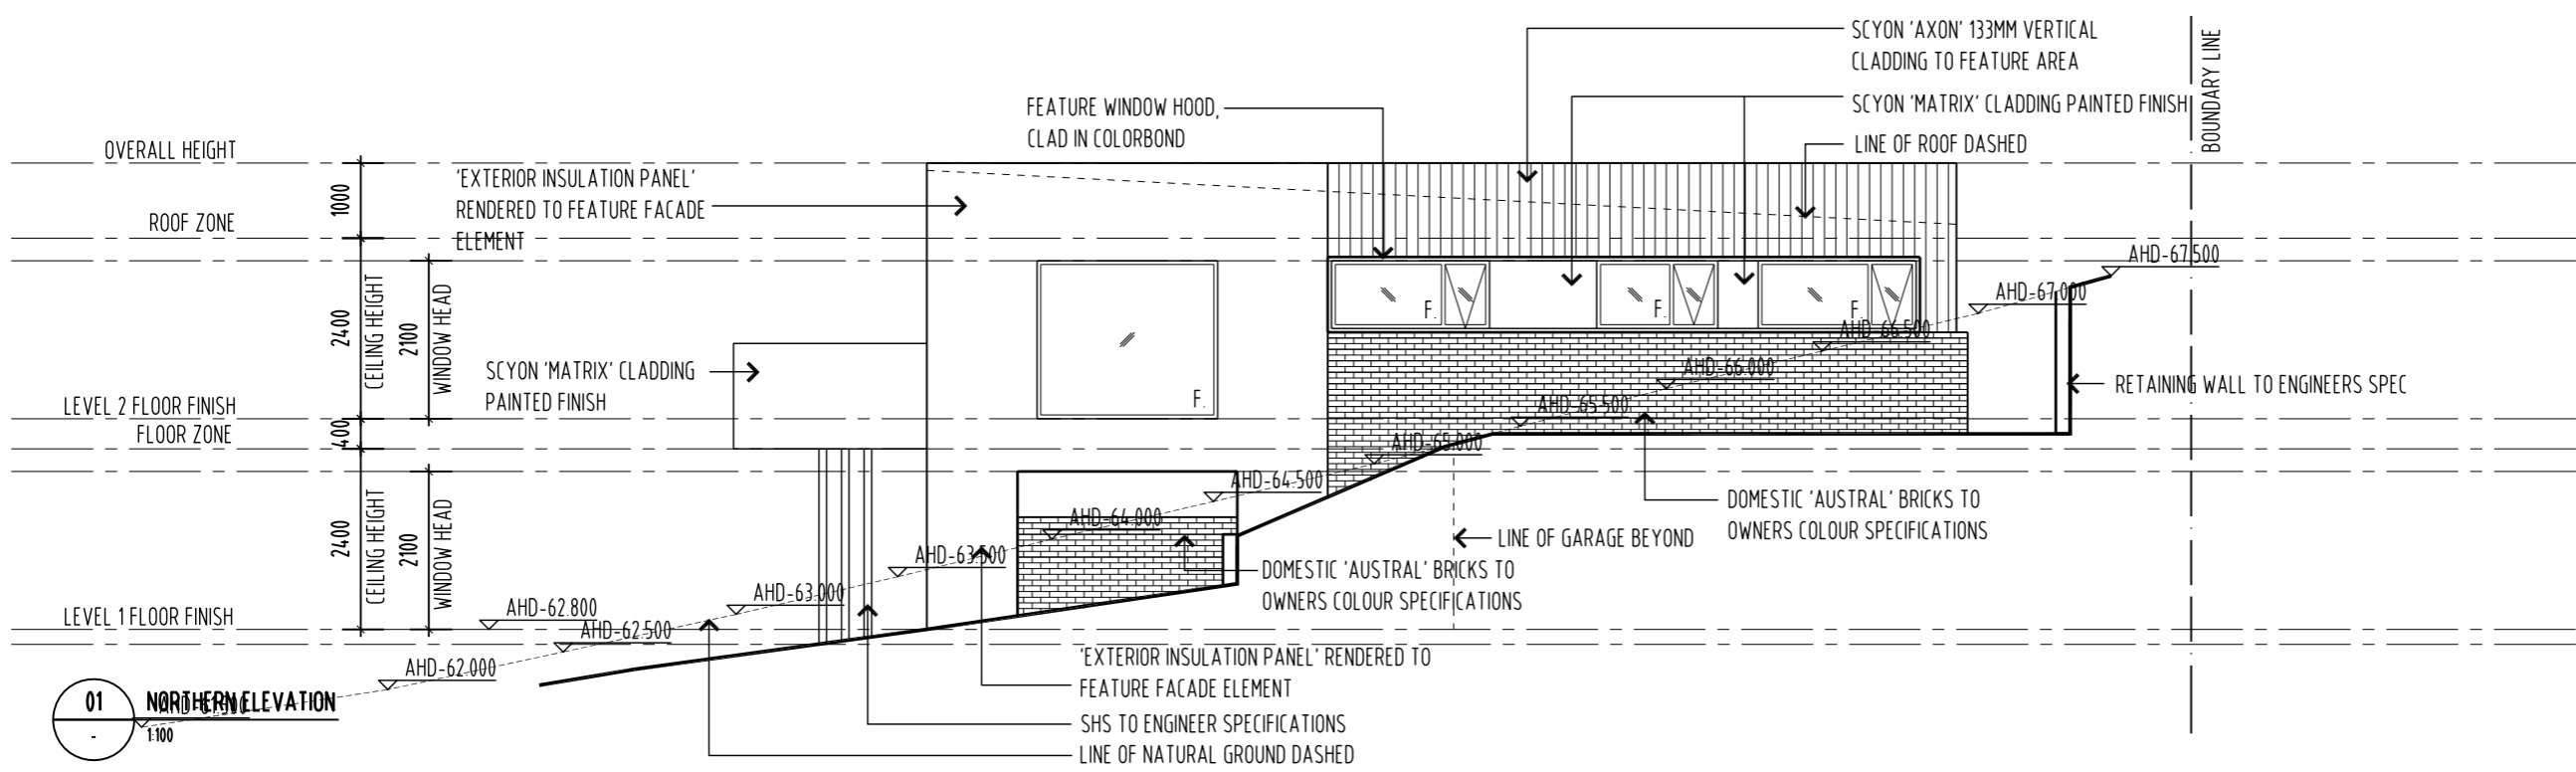 SCYON 'AXON' 133MM VERTICAL
CLADDING TO FEATURE AREA
SCYON 'MATRIX' CLADDING PAINTED FINISH
LINE OF ROOF DASHED
BOUNDARY LINE
FEATURE WINDOW HOOD,
CLAD IN COLORBOND
OVERALL HEIGHT
1000
'EXTERIOR INSULATION PANEL'
RENDERED TO FEATURE FACADE
ELEMENT
ROOF ZONE
AHD-67.500
AHD-67.000
2400
CEILING HEIGHT
2100
WINDOW HEAD
F.
F.
F.
AHD-66.500
SCYON 'MATRIX' CLADDING
PAINTED FINISH
AHD-66.000
RETAINING WALL TO ENGINEERS SPEC
F.
LEVEL 2 FLOOR FINISH
AHD-65.500
400
FLOOR ZONE
AHD-65.000
AHD-64.500
DOMESTIC 'AUSTRAL' BRICKS TO
OWNERS COLOUR SPECIFICATIONS
AHD-64.000
LINE OF GARAGE BEYOND
2400
CEILING HEIGHT
2100
WINDOW HEAD
AHD-63.500
DOMESTIC 'AUSTRAL' BRICKS TO
OWNERS COLOUR SPECIFICATIONS
AHD-63.000
LEVEL 1 FLOOR FINISH
AHD-62.800
AHD-62.500
'EXTERIOR INSULATION PANEL' RENDERED TO
FEATURE FACADE ELEMENT
AHD-62.000
01
NORTHERN ELEVATION
AHD-61.500
-
1:100
SHS TO ENGINEER SPECIFICATIONS
LINE OF NATURAL GROUND DASHED